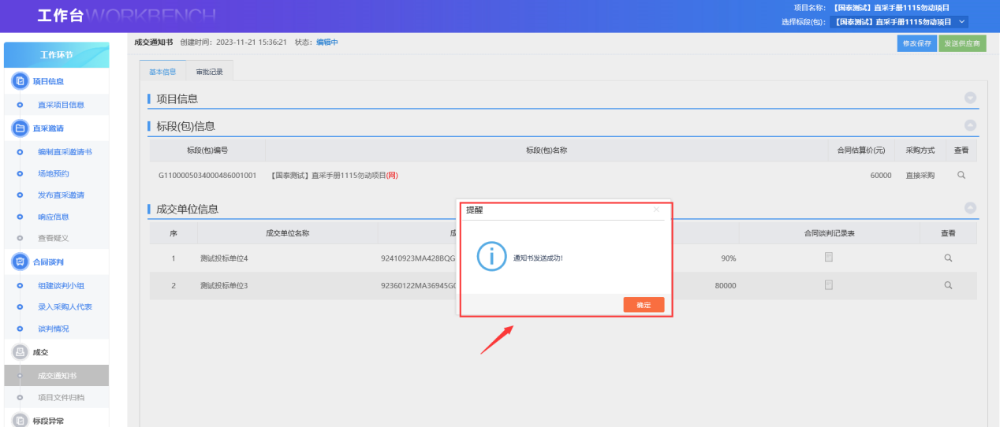 工作台WORKBENCH
项目名称: 【国泰测试】直采手册1115勿动项目
选择标段(包): 【国泰测试】直采手册1115勿动项目
成交通知书 创建时间: 2023-11-21 15:36:21 状态: 编辑中
修改保存 发送供应商
工作环节
项目信息
直采项目信息
直采邀请
编制直采邀请书
场地预约
发布直采邀请
响应信息
查看疑义
合同谈判
组建谈判小组
录入采购人代表
谈判情况
成交
成交通知书
项目文件归档
标段异常
基本信息 审批记录
项目信息
标段(包)信息
标段(包)编号 标段(包)名称 合同估算价(元) 采购方式 查看
G1100005034000486001001 【国泰测试】直采手册1115勿动项目(网) 60000 直接采购
成交单位信息
序 成交单位名称 合同谈判记录表 查看
1 测试投标单位4 92410923MA428BQG 90%
2 测试投标单位3 92360122MA36945G 80000
提醒
通知书发送成功!
确定